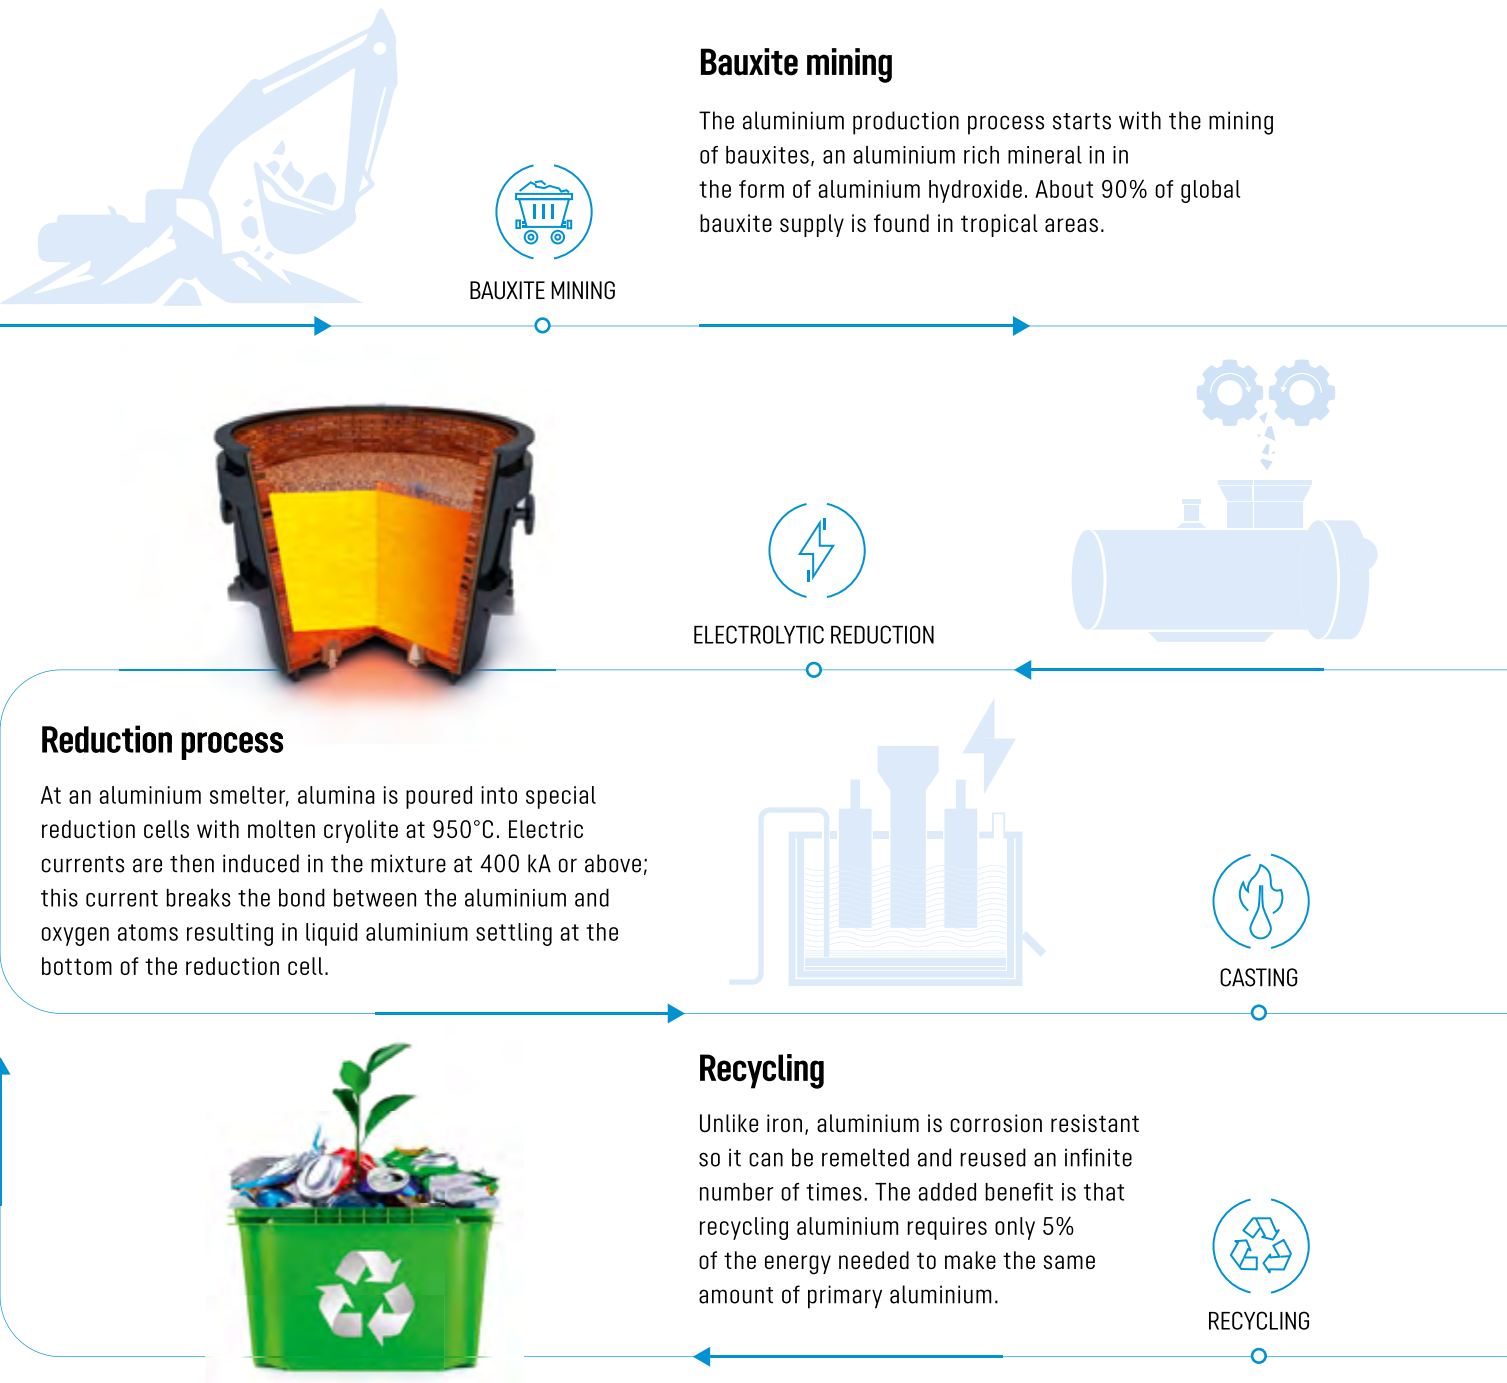 Bauxite mining
The aluminium production process starts with the mining
of bauxites, an aluminium rich mineral in in
the form of aluminium hydroxide. About 90% of global
bauxite supply is found in tropical areas.
BAUXITE MINING
ELECTROLYTIC REDUCTION
Reduction process
At an aluminium smelter, alumina is poured into special
reduction cells with molten cryolite at 950°C. Electric
currents are then induced in the mixture at 400 kA or above;
this current breaks the bond between the aluminium and
oxygen atoms resulting in liquid aluminium settling at the
bottom of the reduction cell.
CASTING
Recycling
Unlike iron, aluminium is corrosion resistant
so it can be remelted and reused an infinite
number of times. The added benefit is that
recycling aluminium requires only 5%
of the energy needed to make the same
amount of primary aluminium.
RECYCLING